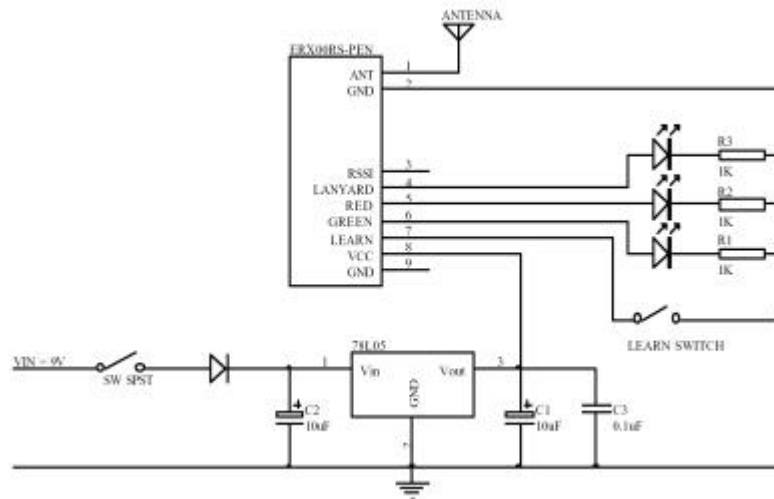 ANTENNA
ERX00RS-PEN
1
ANT
2
GND
3
RSSI
4
LANYARD
5
RED
6
GREEN
7
LEARN
8
VCC
9
GND
R3
1K
R2
1K
R1
1K
LEARN SWITCH
VIN = 9V
SW SPST
78L05
1
Vin
Vout
3
GND
2
+
C2
10uF
+
C1
10uF
C3
0.1uF